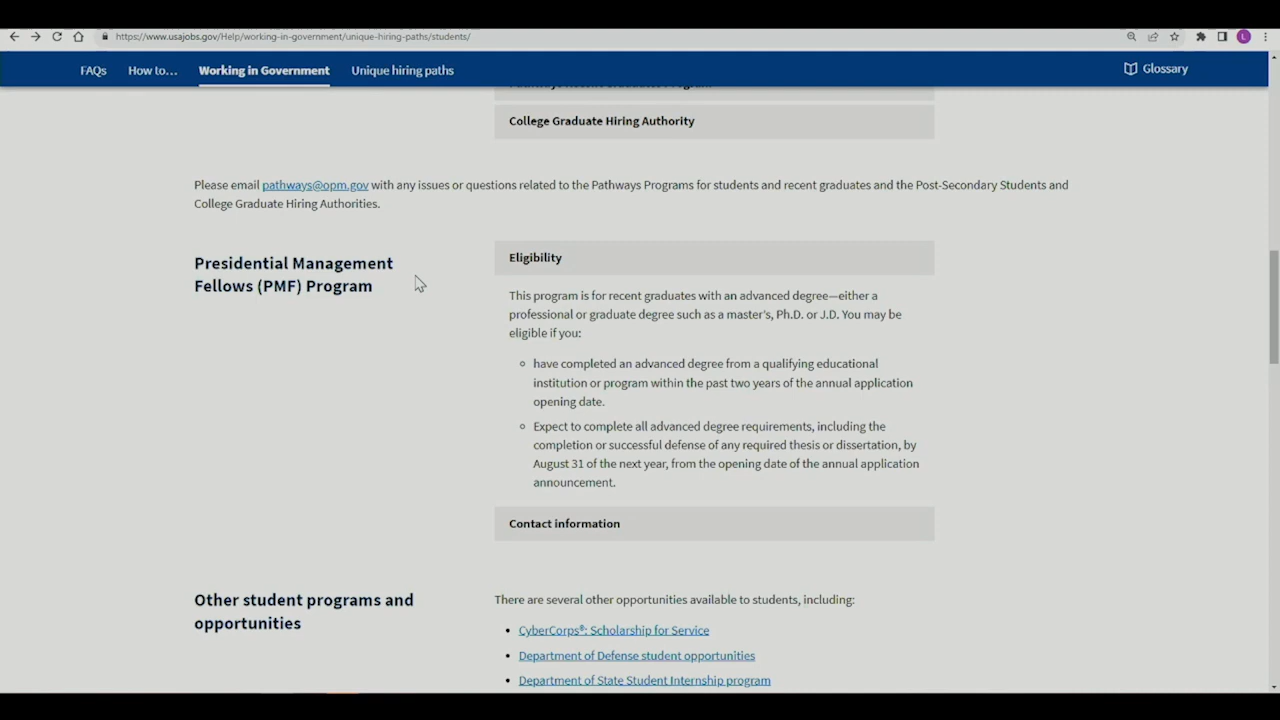 https://www.usajobs.gov/Help/working-in-government/unique-hiring-paths/students/
L
FAQs How to... Working in Government Unique hiring paths Glossary
Pathways Recent Graduates Program
College Graduate Hiring Authority
Please email pathways@opm.gov with any issues or questions related to the Pathways Programs for students and recent graduates and the Post-Secondary Students and
College Graduate Hiring Authorities.
Presidential Management
Fellows (PMF) Program
Eligibility
This program is for recent graduates with an advanced degree—either a
professional or graduate degree such as a master's, Ph.D. or J.D. You may be
eligible if you:
have completed an advanced degree from a qualifying educational
institution or program within the past two years of the annual application
opening date.
Expect to complete all advanced degree requirements, including the
completion or successful defense of any required thesis or dissertation, by
August 31 of the next year, from the opening date of the annual application
announcement.
Contact information
Other student programs and
opportunities
There are several other opportunities available to students, including:
• CyberCorps®: Scholarship for Service
• Department of Defense student opportunities
• Department of State Student Internship program